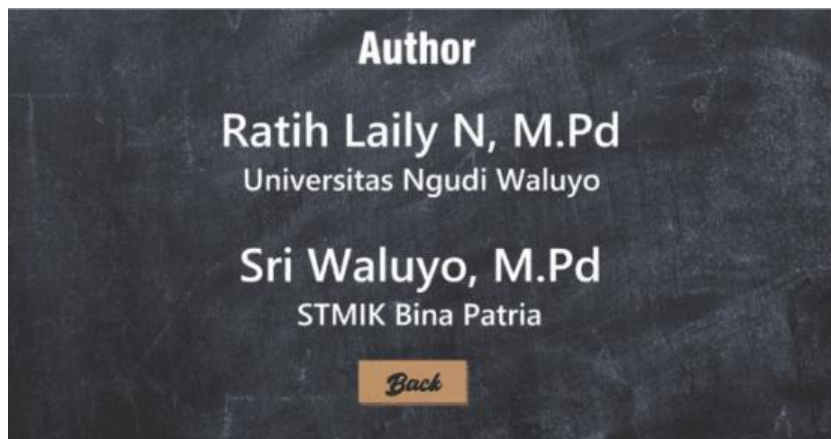 Author
Ratih Laily N, M.Pd
Universitas Ngudi Waluyo
Sri Waluyo, M.Pd
STMIK Bina Patria
Back